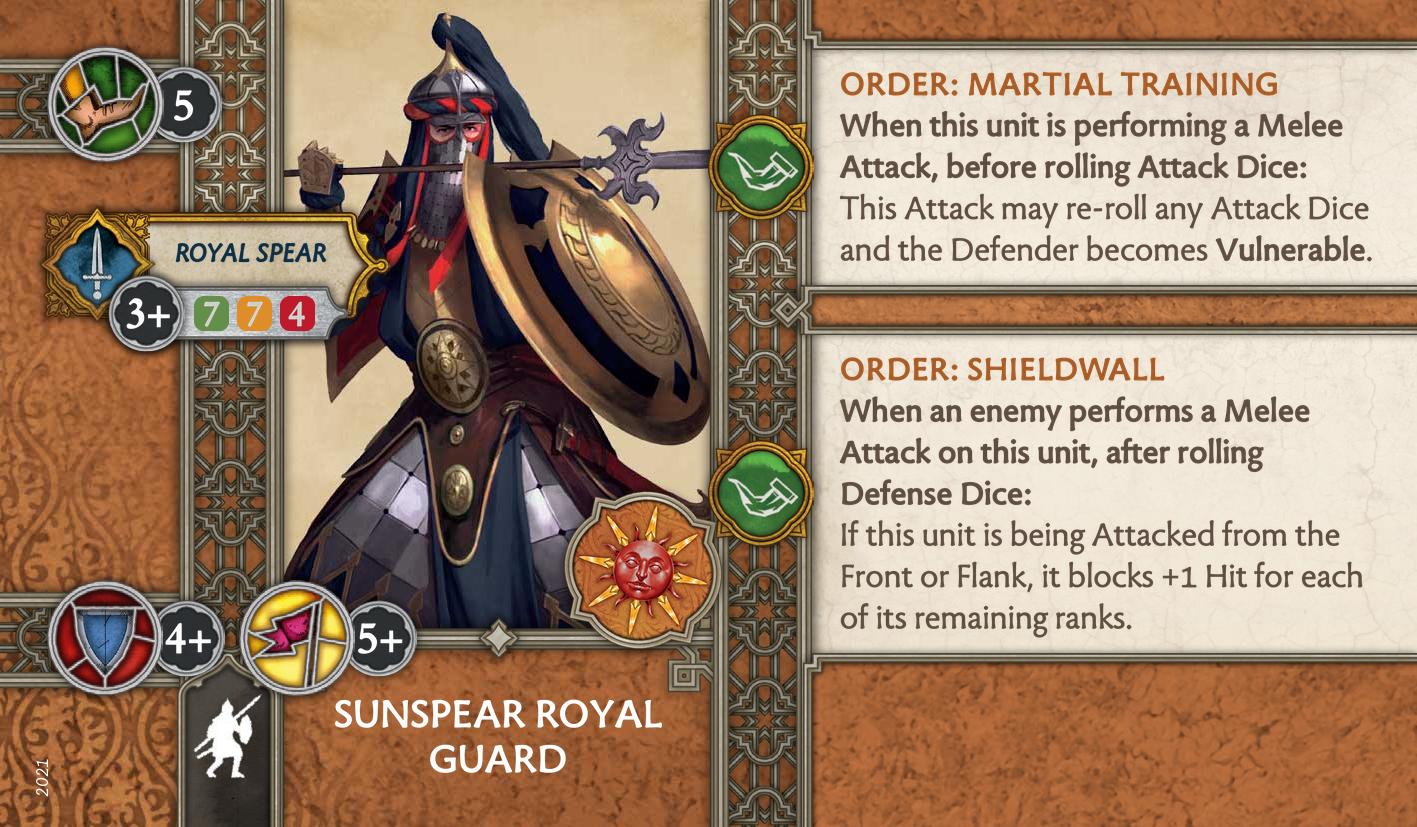 5
ROYAL SPEAR
3+ 7 7 4
4+ 5+
SUNSPEAR ROYAL
GUARD
2021
ORDER: MARTIAL TRAINING
When this unit is performing a Melee
Attack, before rolling Attack Dice:
This Attack may re-roll any Attack Dice
and the Defender becomes Vulnerable.
ORDER: SHIELDWALL
When an enemy performs a Melee
Attack on this unit, after rolling
Defense Dice:
If this unit is being Attacked from the
Front or Flank, it blocks +1 Hit for each
of its remaining ranks.